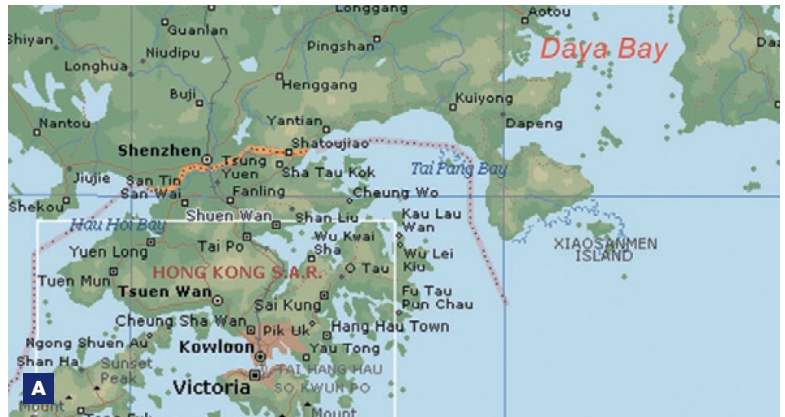 Longgang
Aotou
Guanlan
Shiyan
Niudipu
Pingshan
Daya Bay
Longhua
Henggang
Buji
Kuiyong
Nantou
Yantian
Dapeng
Shenzhen
Shatoujiao
Tsung
Yuen
Tai Pang Bay
Jiujie
San Tin
Sha Tau Kok
San Wai
Fanling
Cheung Wo
Shekou
Shuen Wan
Shan Liu
Kau Lau
Wan
Hau Hoi Bay
Tai Po
Wu Kwai
Sha
XIAOSANMEN
ISLAND
Yuen Long
Wu Lei
Kiu
Tuen Mun
HONG KONG S.A.R.
Tau
Tsuen Wan
Sai Kung
Fu Tau
Pun Chau
Cheung Sha Wan
Pik Uk
Hang Hau Town
Ngong Shuen Au
Kowloon
Yau Tong
Shan Ha
Sunset
Peak
TAI HANG HAU
SO KWUN PO
Victoria
A
Mount
Mount